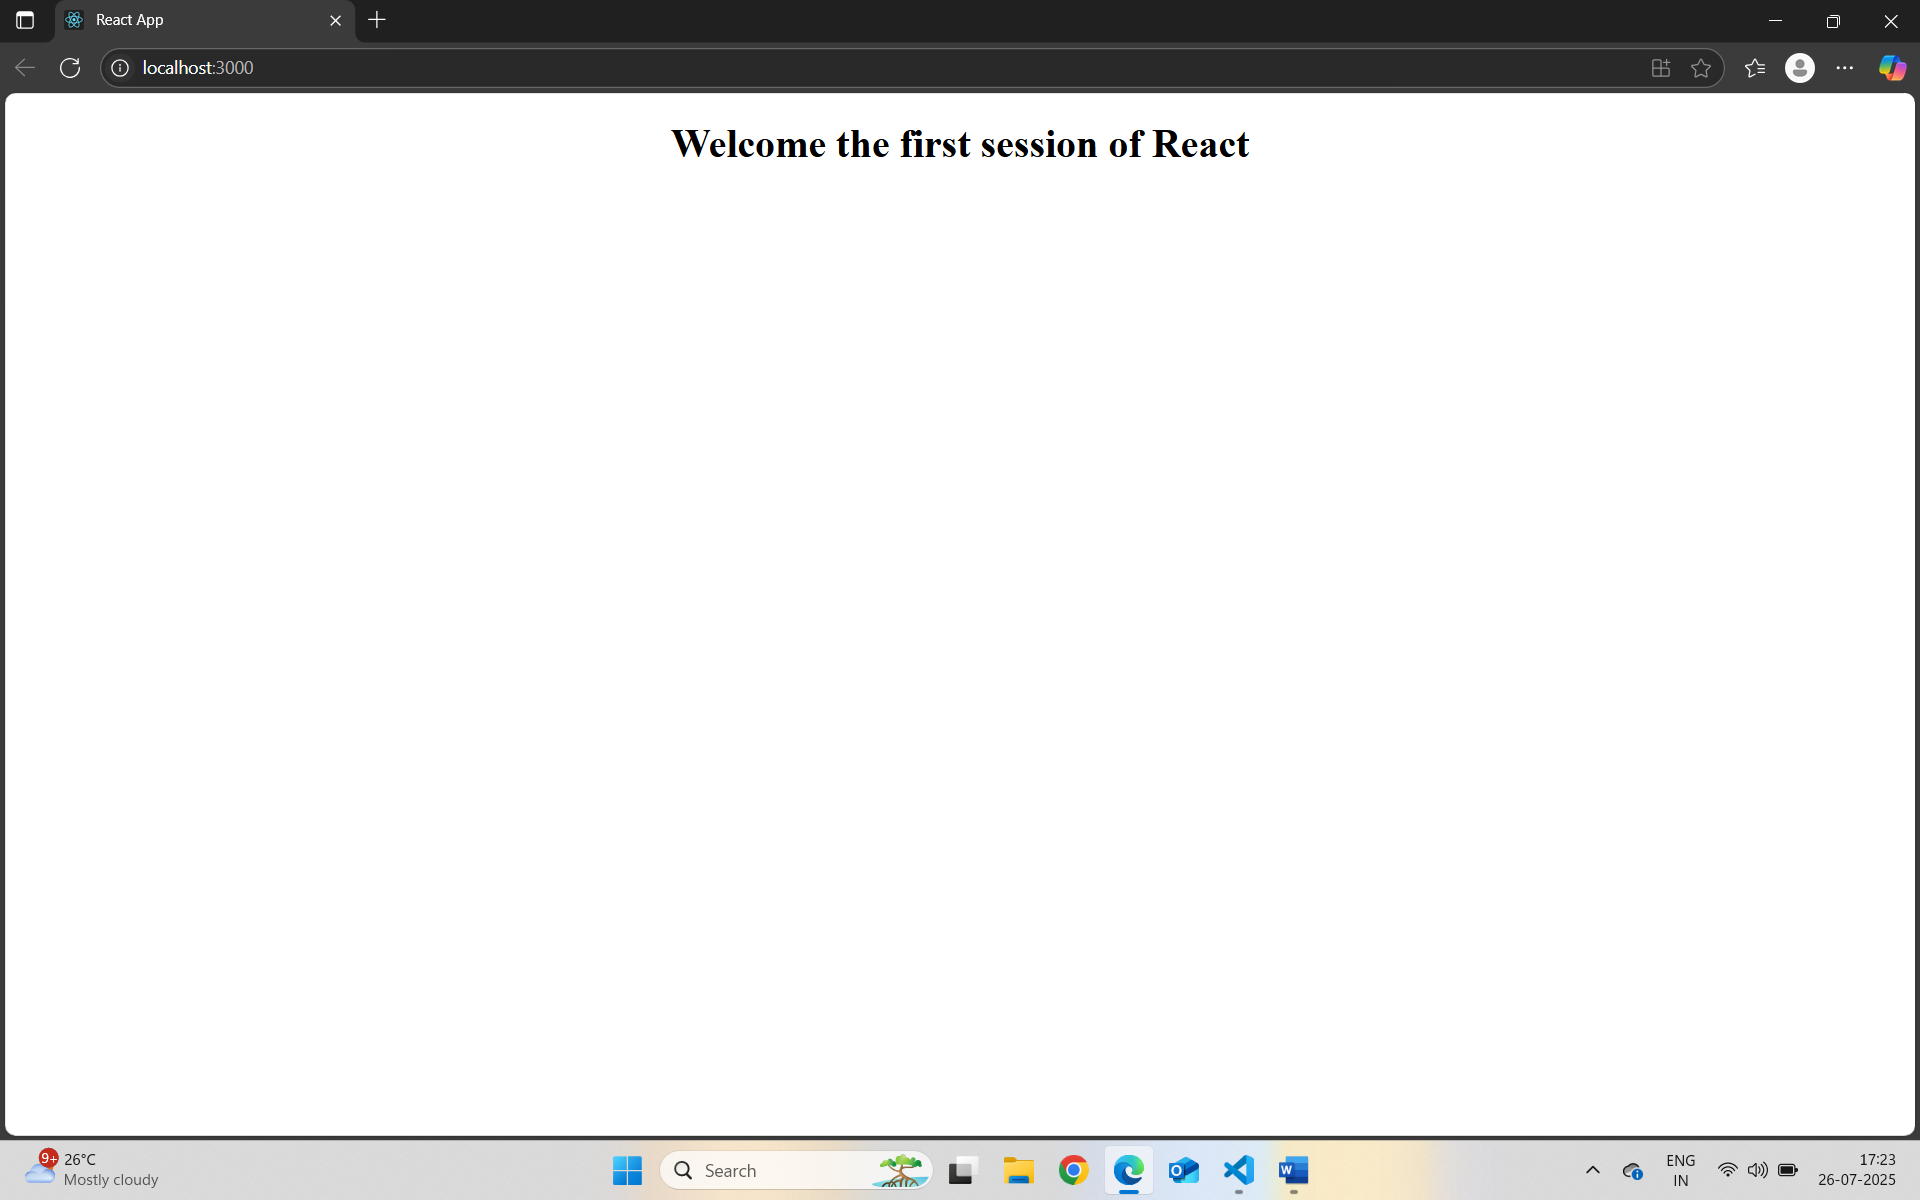 React App
localhost:3000
Welcome the first session of React
9+
26°C
Mostly cloudy
Search
ENG
IN
17:23
26-07-2025